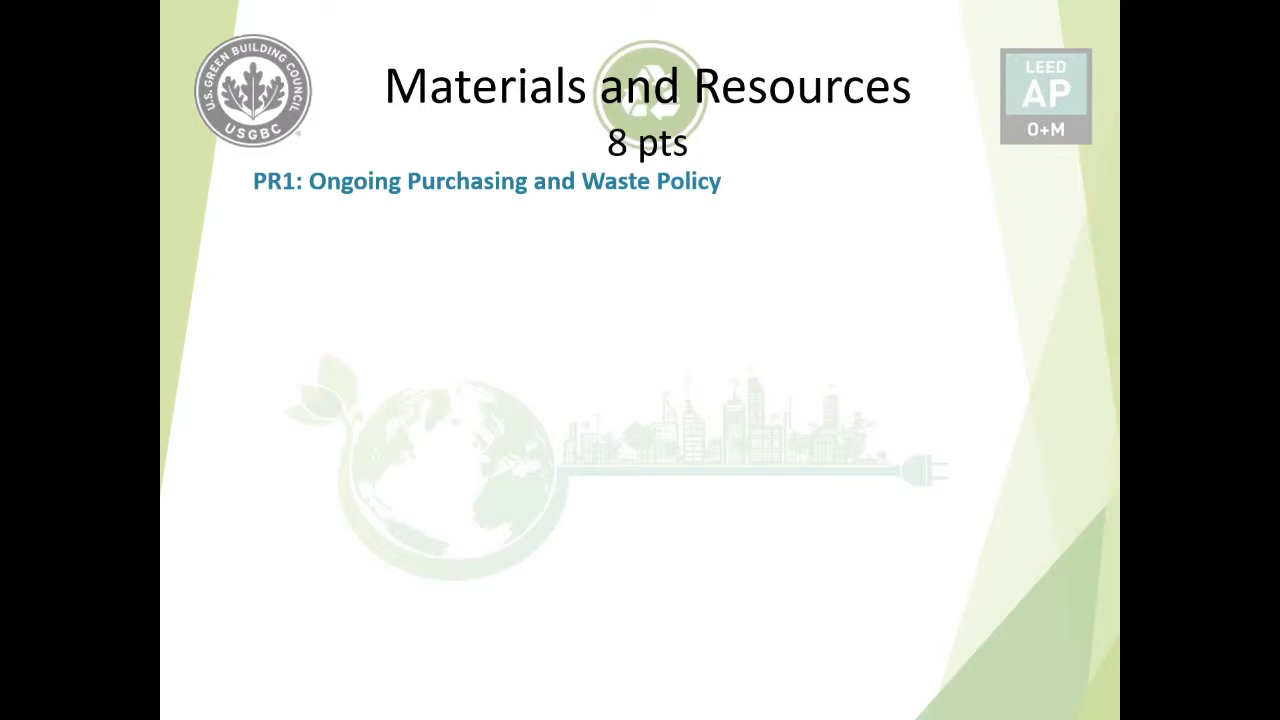 U.S. GREEN BUILDING COUNCIL
USGBC
Materials and Resources
8 pts
LEED
AP
O+M
PR1: Ongoing Purchasing and Waste Policy